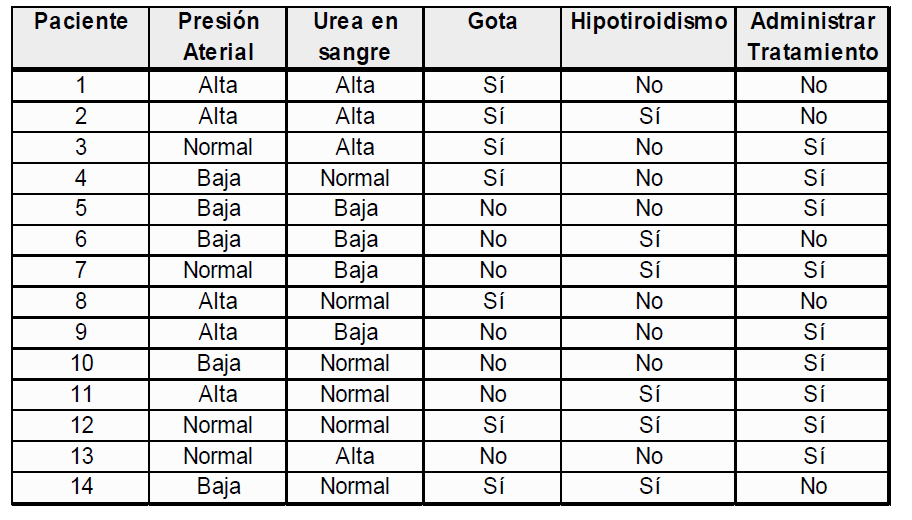 Paciente Presión Aterial Urea en sangre Gota Hipotiroidismo Administrar Tratamiento
1 Alta Alta Sí No No
2 Alta Alta Sí Sí No
3 Normal Alta Sí No Sí
4 Baja Normal Sí No Sí
5 Baja Baja No No Sí
6 Baja Baja No Sí No
7 Normal Baja No Sí Sí
8 Alta Normal Sí No No
9 Alta Baja No No Sí
10 Baja Normal No No Sí
11 Alta Normal No Sí Sí
12 Normal Normal Sí Sí Sí
13 Normal Alta No No Sí
14 Baja Normal Sí Sí No